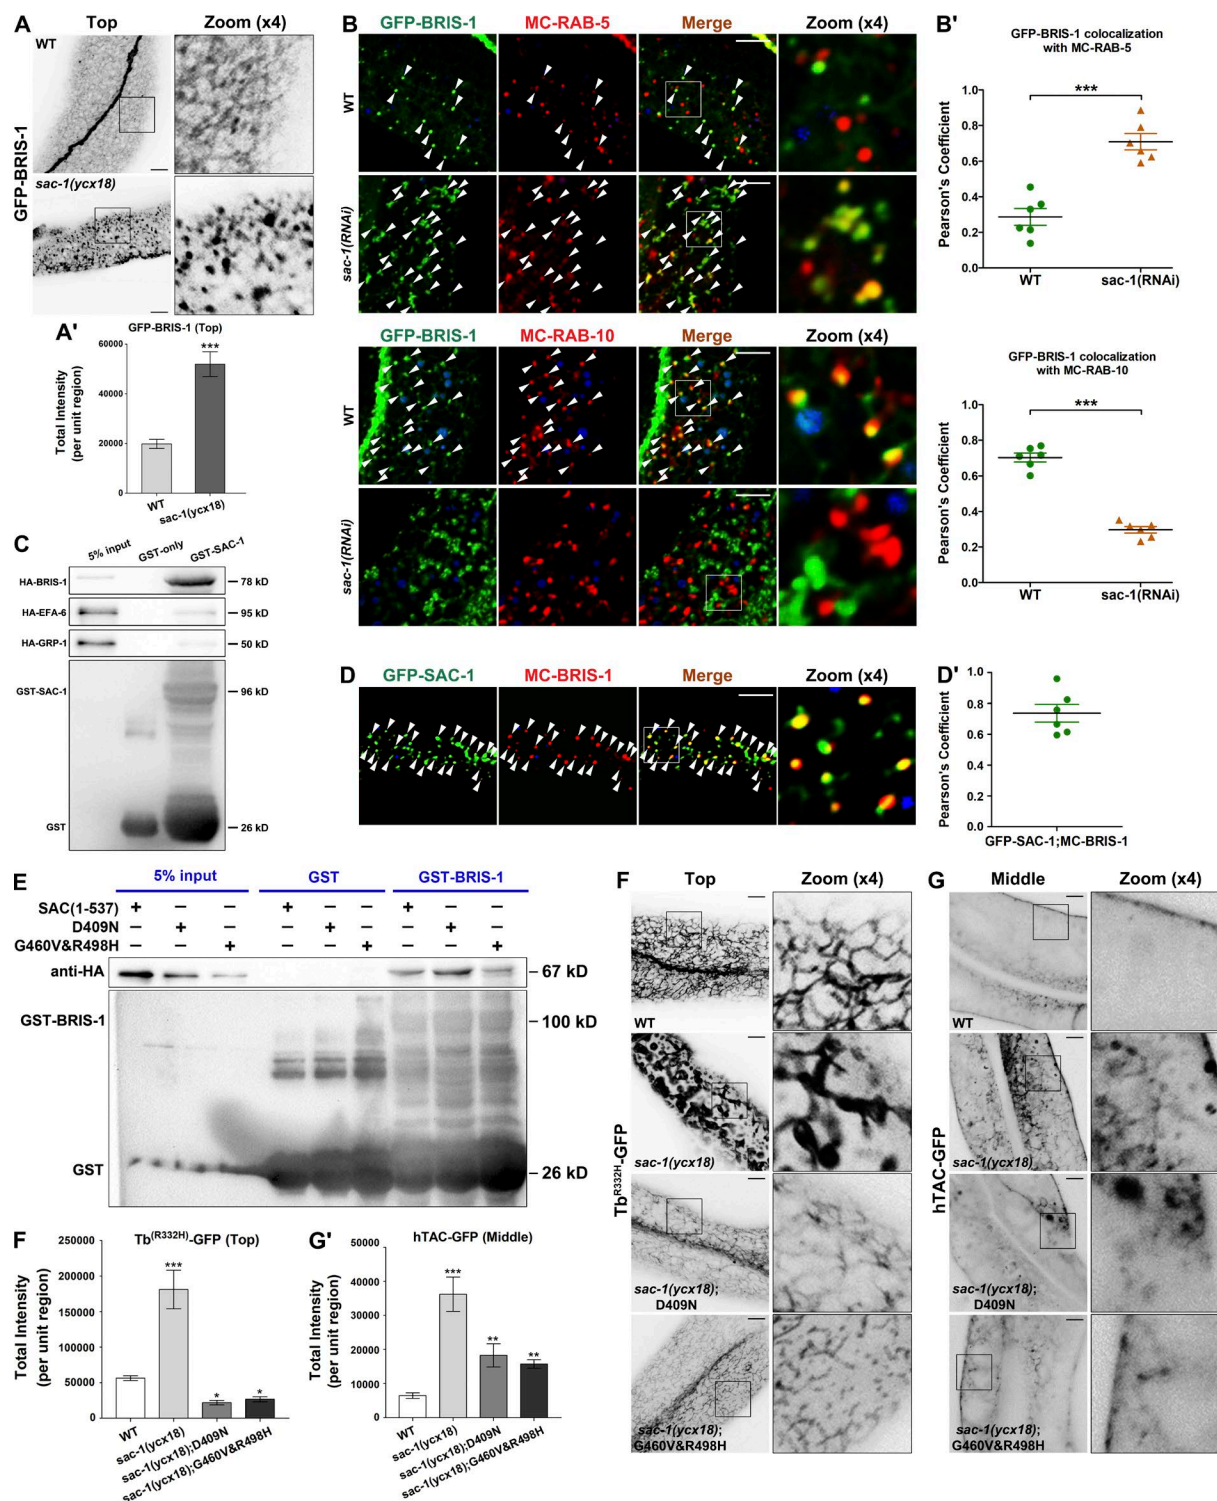 A
Top
Zoom (x4)
GFP-BRIS-1
WT
sac-1(ycx18)
A'
GFP-BRIS-1 (Top)
Total Intensity
(per unit region)
60000
40000
20000
0
***
WT
sac-1(ycx18)
B
GFP-BRIS-1
MC-RAB-5
Merge
Zoom (x4)
WT
sac-1(RNAi)
GFP-BRIS-1
MC-RAB-10
Merge
Zoom (x4)
WT
sac-1(RNAi)
B'
GFP-BRIS-1 colocalization
with MC-RAB-5
Pearson's Coefficient
1.0
0.8
0.6
0.4
0.2
0.0
***
WT
sac-1(RNAi)
GFP-BRIS-1 colocalization
with MC-RAB-10
Pearson's Coefficient
1.0
0.8
0.6
0.4
0.2
0.0
***
WT
sac-1(RNAi)
C
5% input
GST-only
GST-SAC-1
HA-BRIS-1
78 kD
HA-EFA-6
95 kD
HA-GRP-1
50 kD
GST-SAC-1
96 kD
GST
26 kD
D
GFP-SAC-1
MC-BRIS-1
Merge
Zoom (x4)
D'
Pearson's Coefficient
1.0
0.8
0.6
0.4
0.2
0.0
GFP-SAC-1;MC-BRIS-1
E
5% input
GST
GST-BRIS-1
SAC(1-537) + – – + – – + – –
D409N – + – – + – – + –
G460V&R498H – – + – – + – – +
anti-HA
67 kD
GST-BRIS-1
100 kD
GST
26 kD
F
Top
Zoom (x4)
Tb^R332H-GFP
WT
sac-1(ycx18)
sac-1(ycx18);
D409N
sac-1(ycx18);
G460V&R498H
G
Middle
Zoom (x4)
hTAC-GFP
WT
sac-1(ycx18)
sac-1(ycx18);
D409N
sac-1(ycx18);
G460V&R498H
F
Tb^(R332H)-GFP (Top)
Total Intensity
(per unit region)
250000
200000
150000
100000
50000
0
***
*
*
WT
sac-1(ycx18)
sac-1(ycx18);D409N
sac-1(ycx18);G460V&R498H
G'
hTAC-GFP (Middle)
Total Intensity
(per unit region)
50000
40000
30000
20000
10000
0
***
**
**
WT
sac-1(ycx18)
sac-1(ycx18);D409N
sac-1(ycx18);G460V&R498H